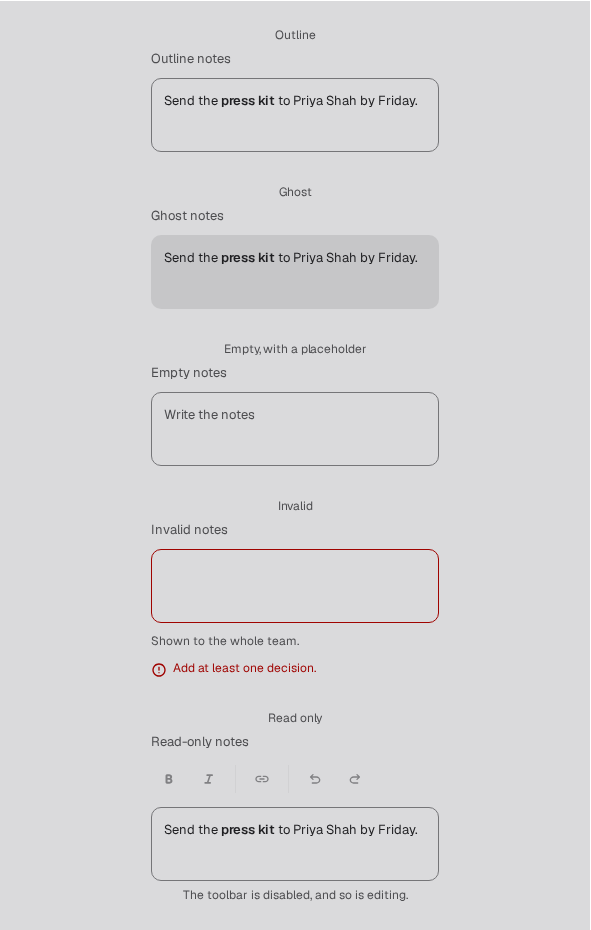 Outline
Outline notes
Send the press kit to Priya Shah by Friday.
Ghost
Ghost notes
Send the press kit to Priya Shah by Friday.
Empty, with a placeholder
Empty notes
Write the notes
Invalid
Invalid notes
Shown to the whole team.
Add at least one decision.
Read only
Read-only notes
B I
Send the press kit to Priya Shah by Friday.
The toolbar is disabled, and so is editing.